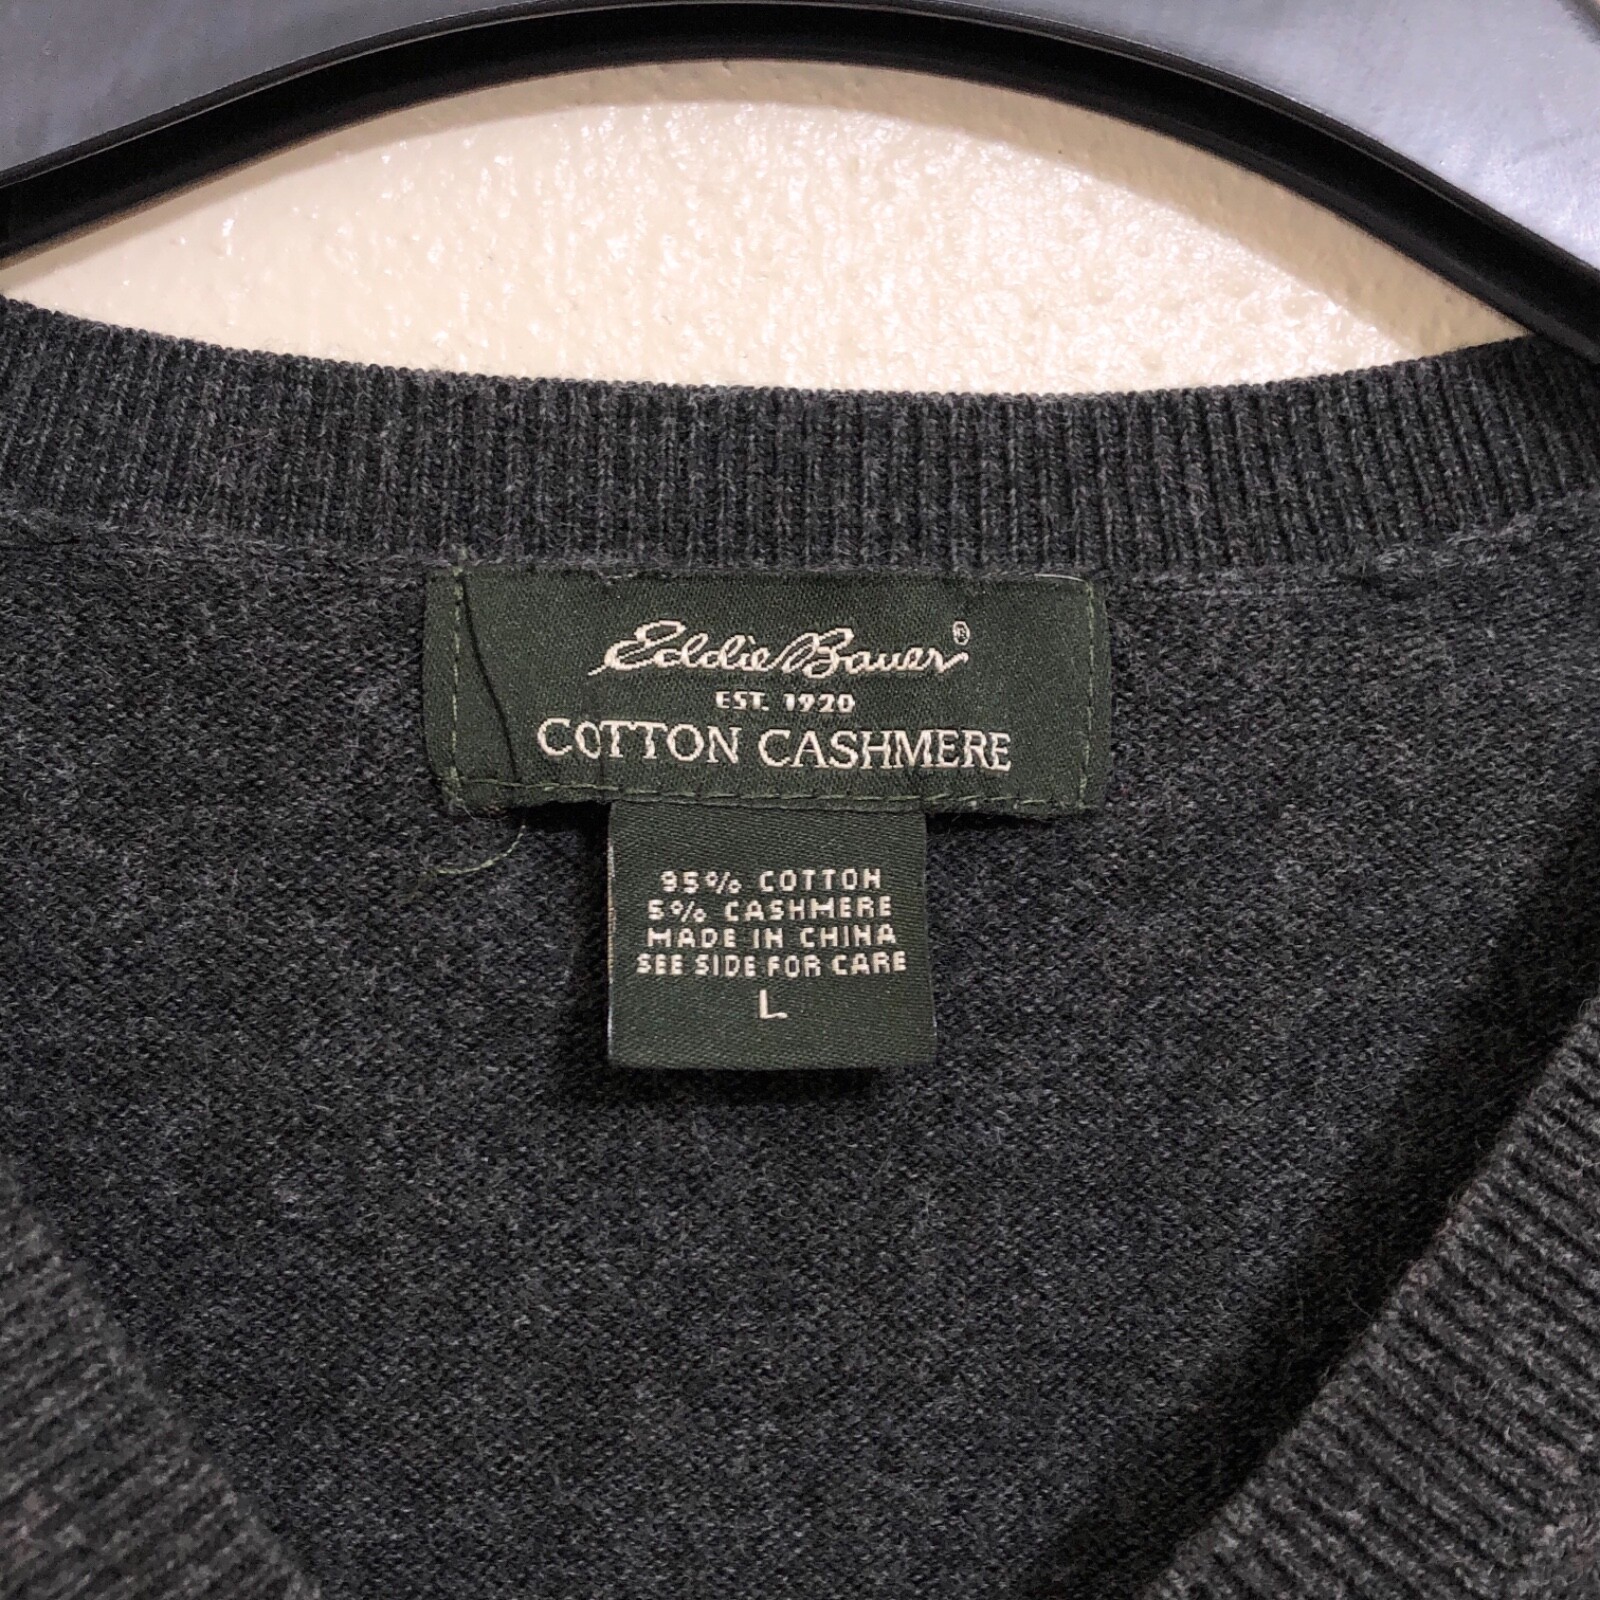 Eddie Bauer®
EST. 1920
COTTON CASHMERE
95% COTTON
5% CASHMERE
MADE IN CHINA
SEE SIDE FOR CARE
L